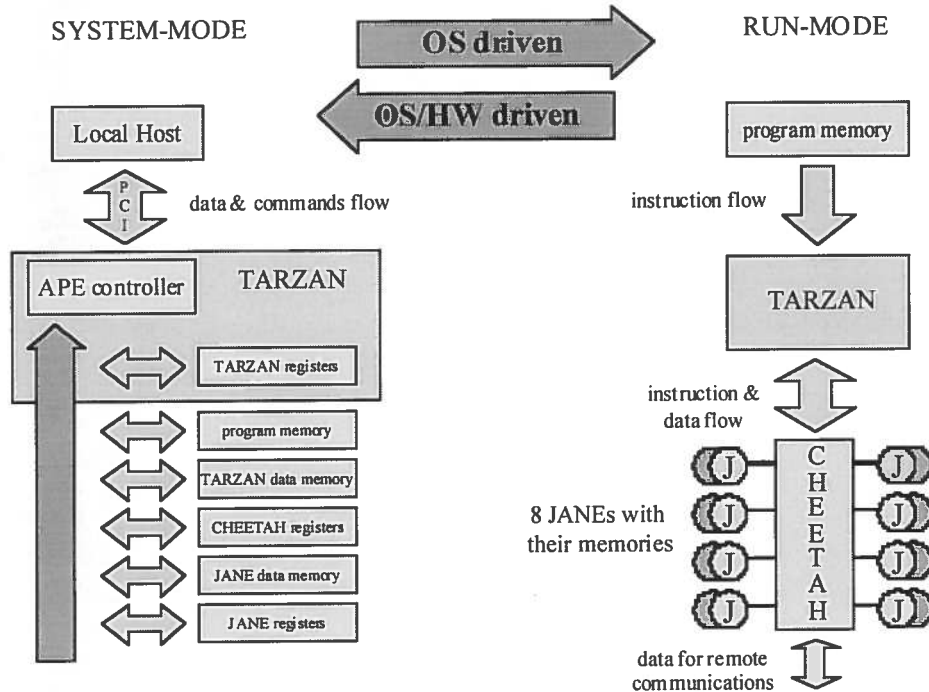 SYSTEM-MODE
OS driven
RUN-MODE
OS/HW driven
Local Host
program memory
PCI
data & commands flow
instruction flow
APE controller
TARZAN
TARZAN
TARZAN registers
instruction &
data flow
program memory
TARZAN data memory
CHEETAH registers
JANE data memory
JANE registers
8 JANEs with
their memories
J
J
J
J
J
J
J
J
CHEETAH
data for remote
communications